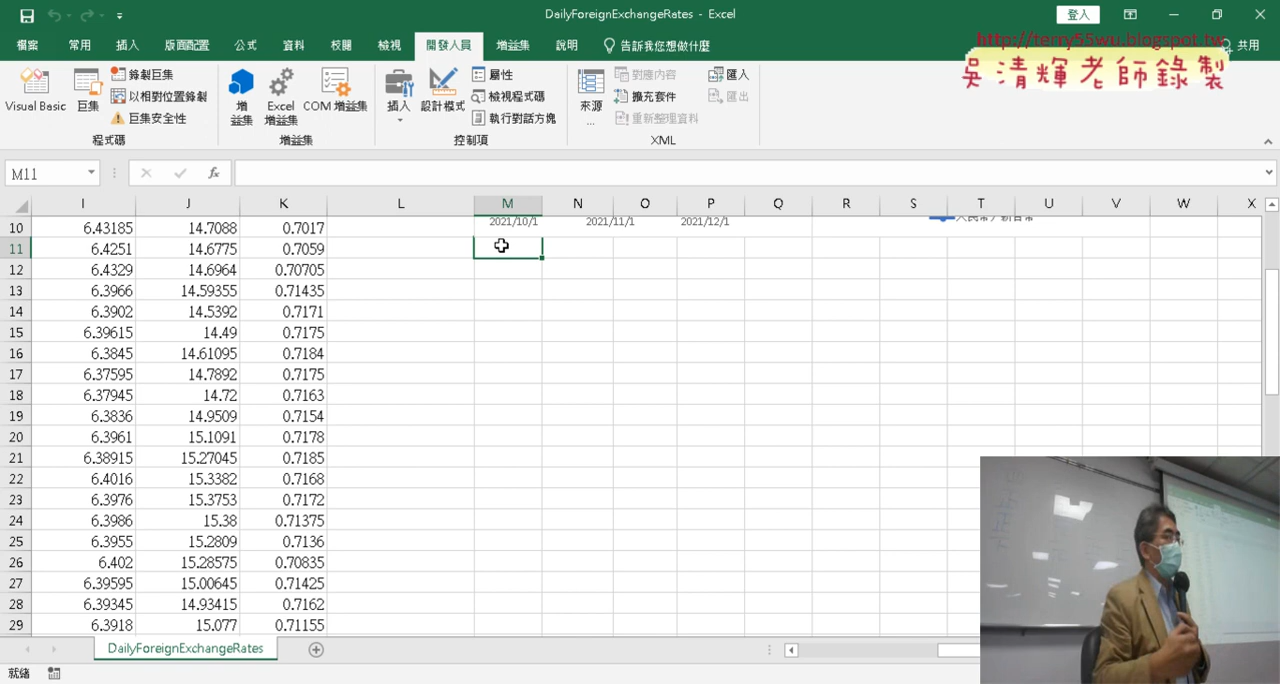 DailyForeignExchangeRates - Excel
登入
檔案 常用 插入 版面配置 公式 資料 校閱 檢視 開發人員 增益集 說明 告訴我您想做什麼 共用
http://terry55wu.blogspot.tw
吳清輝老師錄製
Visual Basic
巨集
錄製巨集
以相對位置錄製
巨集安全性
程式碼
增益集
Excel 增益集
COM 增益集
增益集
插入
設計模式
屬性
檢視程式碼
執行對話方塊
控制項
來源...
對應內容
擴充套件
重新整理資料
匯入
匯出
XML
M11
fx
I J K L M N O P Q R S T U V W X
10 6.43185 14.7088 0.7017 2021/10/1 2021/11/1 2021/12/1
11 6.4251 14.6775 0.7059
12 6.4329 14.6964 0.70705
13 6.3966 14.59355 0.71435
14 6.3902 14.5392 0.7171
15 6.39615 14.49 0.7175
16 6.3845 14.61095 0.7184
17 6.37595 14.7892 0.7175
18 6.37945 14.72 0.7163
19 6.3836 14.9509 0.7154
20 6.3961 15.1091 0.7178
21 6.38915 15.27045 0.7185
22 6.4016 15.3382 0.7168
23 6.3976 15.3753 0.7172
24 6.3986 15.38 0.71375
25 6.3955 15.2809 0.7136
26 6.402 15.28575 0.70835
27 6.39595 15.00645 0.71425
28 6.39345 14.93415 0.7162
29 6.3918 15.077 0.71155
DailyForeignExchangeRates
就緒